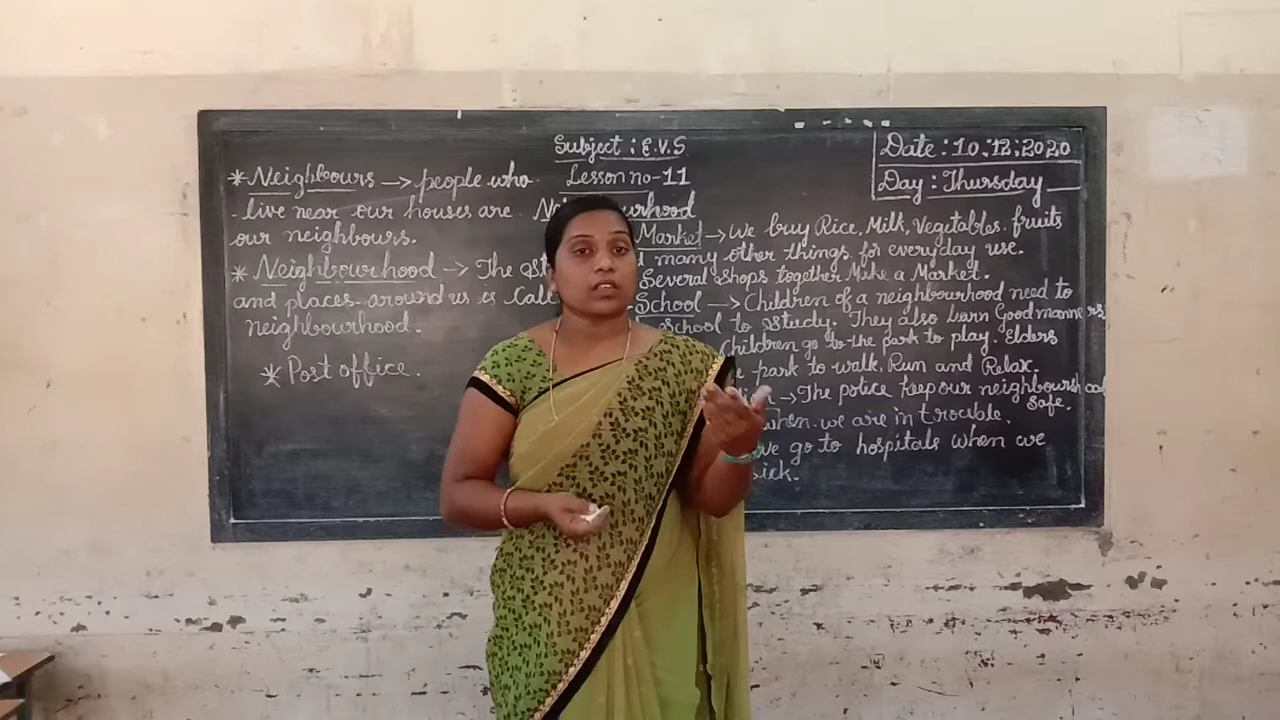 Subject : E.V.S
Lesson no-11
Date : 10.12.2020
Day : Thursday
* Neighbours → people who
live near our houses are
our neighbours.
* Neighbourhood → The
and places around us is
neighbourhood.
* Post office.
Market → We buy Rice, Milk, Vegetables, fruits
many other things for everyday use.
Several shops together Make a Market.
School → Children of a neighbourhood need to
School to study. They also learn Good manners
Children go to the park to play. Elders
park to walk, Run and Relax.
→ The police keep our
Safe.
when we are in trouble.
we go to hospitals when we